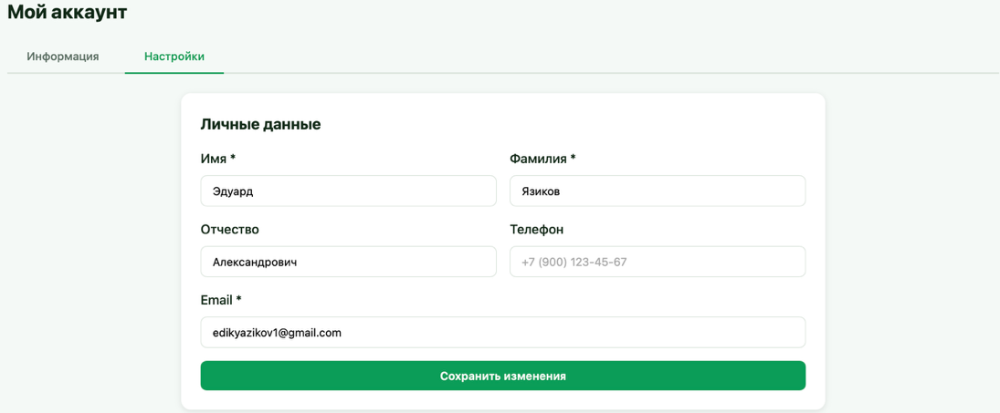 Мой аккаунт
Информация Настройки
Личные данные
Имя * Фамилия *
Эдуард Язиков
Отчество Телефон
Александрович +7 (900) 123-45-67
Email *
edikyazikov1@gmail.com
Сохранить изменения